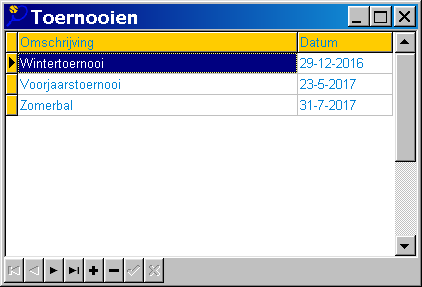 Toernooien
Omschrijving Datum
Wintertoernooi 29-12-2016
Voorjaarstoernooi 23-5-2017
Zomerbal 31-7-2017